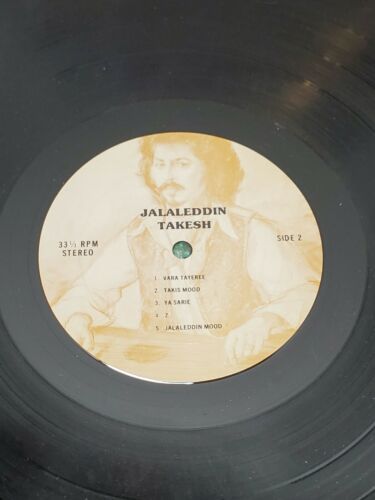 JALALEDDIN
TAKESH
33⅓ RPM
STEREO
SIDE 2
1. VARA TAYEREE
2. TAKIS MOOD
3. YA SARIE
4. Z
5. JALALEDDIN MOOD